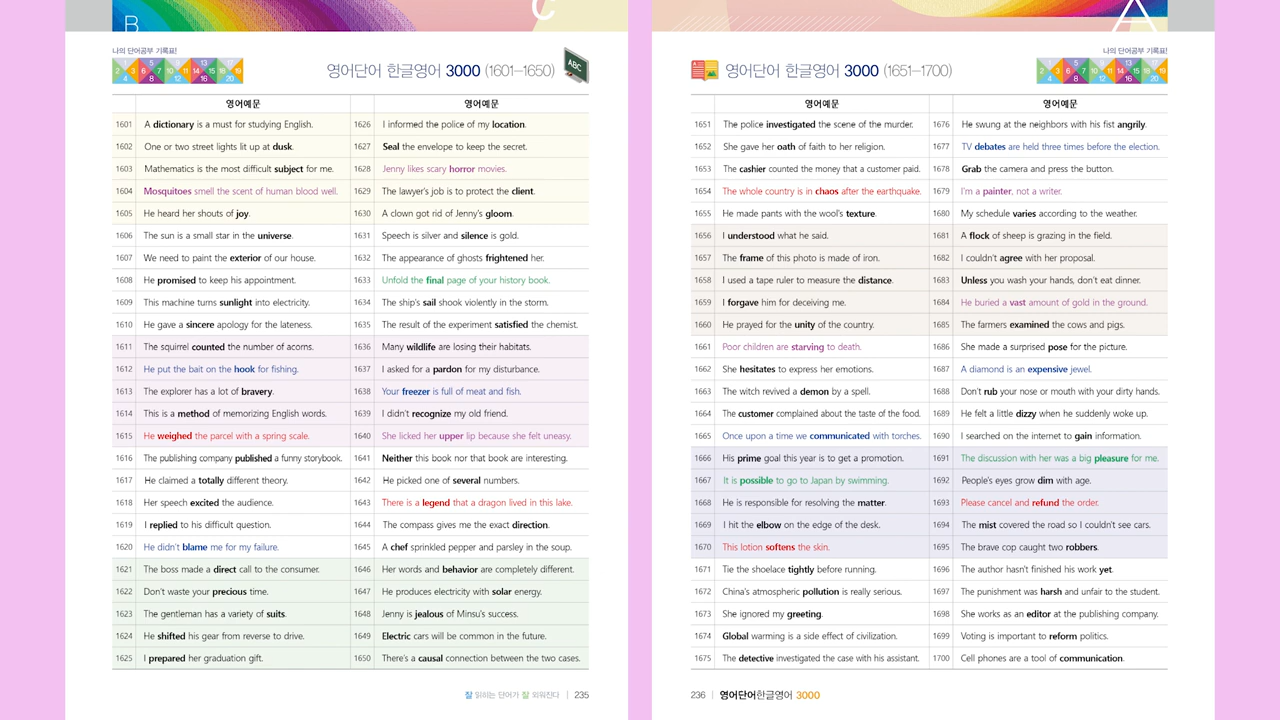 B
C
나의 단어공부 기록표!
1 3 5 7 9 11 13 15 17 19
2 4 6 8 10 12 14 16 18 20
영어단어 한글영어 3000 (1601–1650)
ABC
영어예문 영어예문
1601 A dictionary is a must for studying English.
1602 One or two street lights lit up at dusk.
1603 Mathematics is the most difficult subject for me.
1604 Mosquitoes smell the scent of human blood well.
1605 He heard her shouts of joy.
1606 The sun is a small star in the universe.
1607 We need to paint the exterior of our house.
1608 He promised to keep his appointment.
1609 This machine turns sunlight into electricity.
1610 He gave a sincere apology for the lateness.
1611 The squirrel counted the number of acorns.
1612 He put the bait on the hook for fishing.
1613 The explorer has a lot of bravery.
1614 This is a method of memorizing English words.
1615 He weighed the parcel with a spring scale.
1616 The publishing company published a funny storybook.
1617 He claimed a totally different theory.
1618 Her speech excited the audience.
1619 I replied to his difficult question.
1620 He didn't blame me for my failure.
1621 The boss made a direct call to the consumer.
1622 Don't waste your precious time.
1623 The gentleman has a variety of suits.
1624 He shifted his gear from reverse to drive.
1625 I prepared her graduation gift.
1626 I informed the police of my location.
1627 Seal the envelope to keep the secret.
1628 Jenny likes scary horror movies.
1629 The lawyer's job is to protect the client.
1630 A clown got rid of Jenny's gloom.
1631 Speech is silver and silence is gold.
1632 The appearance of ghosts frightened her.
1633 Unfold the final page of your history book.
1634 The ship's sail shook violently in the storm.
1635 The result of the experiment satisfied the chemist.
1636 Many wildlife are losing their habitats.
1637 I asked for a pardon for my disturbance.
1638 Your freezer is full of meat and fish.
1639 I didn't recognize my old friend.
1640 She licked her upper lip because she felt uneasy.
1641 Neither this book nor that book are interesting.
1642 He picked one of several numbers.
1643 There is a legend that a dragon lived in this lake.
1644 The compass gives me the exact direction.
1645 A chef sprinkled pepper and parsley in the soup.
1646 Her words and behavior are completely different.
1647 He produces electricity with solar energy.
1648 Jenny is jealous of Minsu's success.
1649 Electric cars will be common in the future.
1650 There's a causal connection between the two cases.
잘 읽히는 단어가 잘 외워진다 | 235
A
나의 단어공부 기록표!
영어단어 한글영어 3000 (1651–1700)
1 3 5 7 9 11 13 15 17 19
2 4 6 8 10 12 14 16 18 20
영어예문 영어예문
1651 The police investigated the scene of the murder.
1652 She gave her oath of faith to her religion.
1653 The cashier counted the money that a customer paid.
1654 The whole country is in chaos after the earthquake.
1655 He made pants with the wool's texture.
1656 I understood what he said.
1657 The frame of this photo is made of iron.
1658 I used a tape ruler to measure the distance.
1659 I forgave him for deceiving me.
1660 He prayed for the unity of the country.
1661 Poor children are starving to death.
1662 She hesitates to express her emotions.
1663 The witch revived a demon by a spell.
1664 The customer complained about the taste of the food.
1665 Once upon a time we communicated with torches.
1666 His prime goal this year is to get a promotion.
1667 It is possible to go to Japan by swimming.
1668 He is responsible for resolving the matter.
1669 I hit the elbow on the edge of the desk.
1670 This lotion softens the skin.
1671 Tie the shoelace tightly before running.
1672 China's atmospheric pollution is really serious.
1673 She ignored my greeting.
1674 Global warming is a side effect of civilization.
1675 The detective investigated the case with his assistant.
1676 He swung at the neighbors with his fist angrily.
1677 TV debates are held three times before the election.
1678 Grab the camera and press the button.
1679 I'm a painter, not a writer.
1680 My schedule varies according to the weather.
1681 A flock of sheep is grazing in the field.
1682 I couldn't agree with her proposal.
1683 Unless you wash your hands, don't eat dinner.
1684 He buried a vast amount of gold in the ground.
1685 The farmers examined the cows and pigs.
1686 She made a surprised pose for the picture.
1687 A diamond is an expensive jewel.
1688 Don't rub your nose or mouth with your dirty hands.
1689 He felt a little dizzy when he suddenly woke up.
1690 I searched on the internet to gain information.
1691 The discussion with her was a big pleasure for me.
1692 People's eyes grow dim with age.
1693 Please cancel and refund the order.
1694 The mist covered the road so I couldn't see cars.
1695 The brave cop caught two robbers.
1696 The author hasn't finished his work yet.
1697 The punishment was harsh and unfair to the student.
1698 She works as an editor at the publishing company.
1699 Voting is important to reform politics.
1700 Cell phones are a tool of communication.
236 | 영어단어한글영어 3000